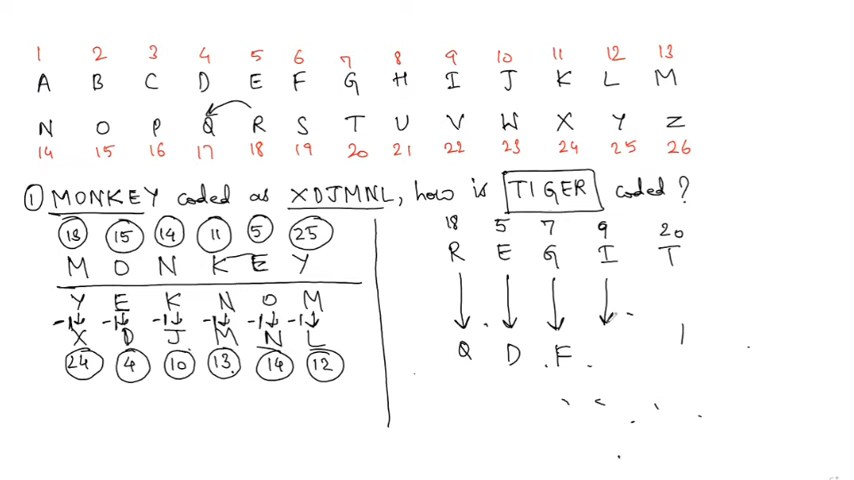 1 2 3 4 5 6 7 8 9 10 11 12 13
A B C D E F G H I J K L M
N O P Q R S T U V W X Y Z
14 15 16 17 18 19 20 21 22 23 24 25 26
① MONKEY coded as XDJMNL, how is TIGER coded?
13 15 14 11 5 25
M O N K E Y
Y E K N O M
-1 -1 -1 -1 -1 -1
X D J M N L
24 4 10 13 14 12
18 5 7 9 20
R E G I T
Q D F